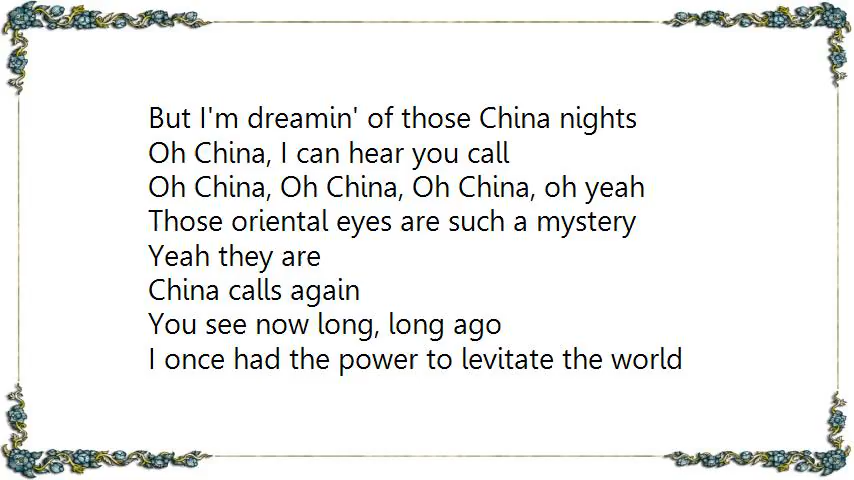 But I'm dreamin' of those China nights
Oh China, I can hear you call
Oh China, Oh China, Oh China, oh yeah
Those oriental eyes are such a mystery
Yeah they are
China calls again
You see now long, long ago
I once had the power to levitate the world